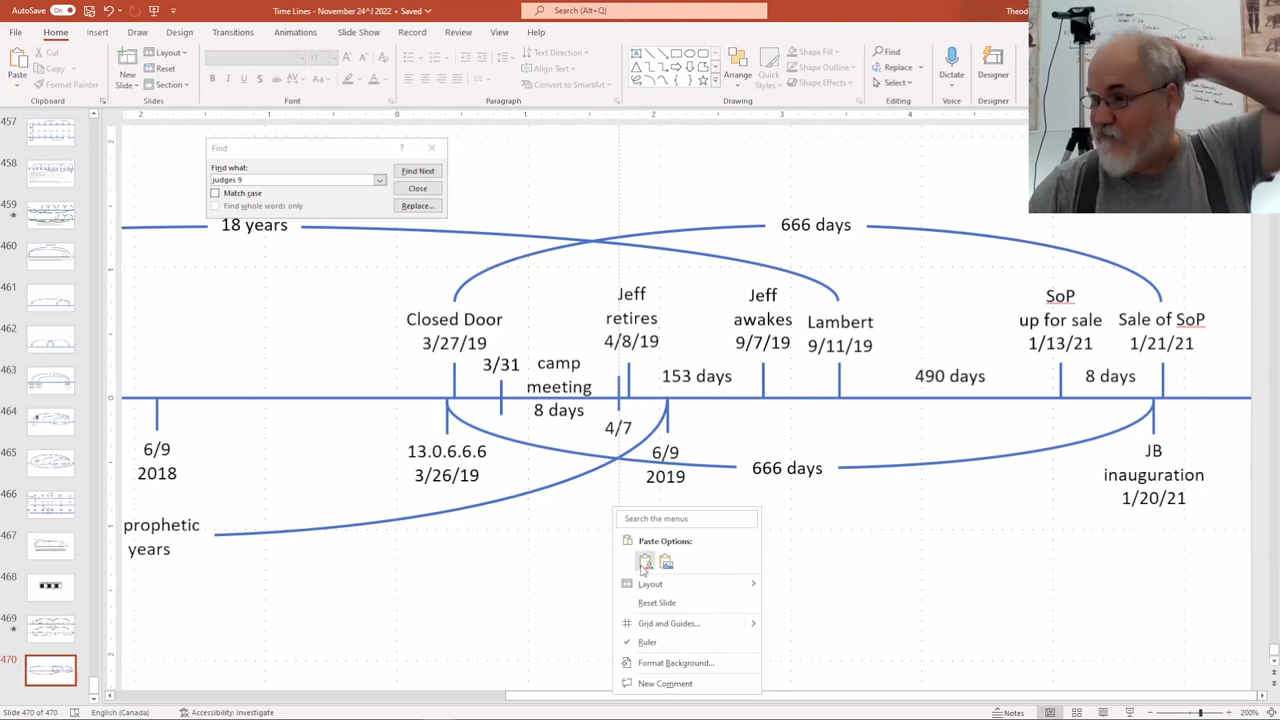 AutoSave
On
Time Lines - November 24^J 2022 • Saved
Search (Alt+Q)
Theod
File Home Insert Draw Design Transitions Animations Slide Show Record Review View Help
Paste
Cut
Copy
Format Painter
Clipboard
New Slide
Layout
Reset
Section
Slides
11
Font
Text Direction
Align Text
Convert to SmartArt
Paragraph
Arrange
Quick Styles
Shape Fill
Shape Outline
Shape Effects
Drawing
Find
Replace
Select
Editing
Dictate
Voice
Designer
Designer
457
458
459
460
461
462
463
464
465
466
467
468
469
470
Find
?
Find what:
judges 9
Match case
Find whole words only
Find Next
Close
Replace...
18 years
666 days
Closed Door
3/27/19
3/31
camp
meeting
8 days
Jeff
retires
4/8/19
153 days
Jeff
awakes
9/7/19
Lambert
9/11/19
490 days
SoP
up for sale
1/13/21
8 days
Sale of SoP
1/21/21
6/9
2018
13.0.6.6.6
3/26/19
4/7
6/9
2019
666 days
JB
inauguration
1/20/21
prophetic
years
Search the menus
Paste Options:
Layout
Reset Slide
Grid and Guides...
Ruler
Format Background...
New Comment
Slide 470 of 470
English (Canada)
Accessibility: Investigate
Notes
200%